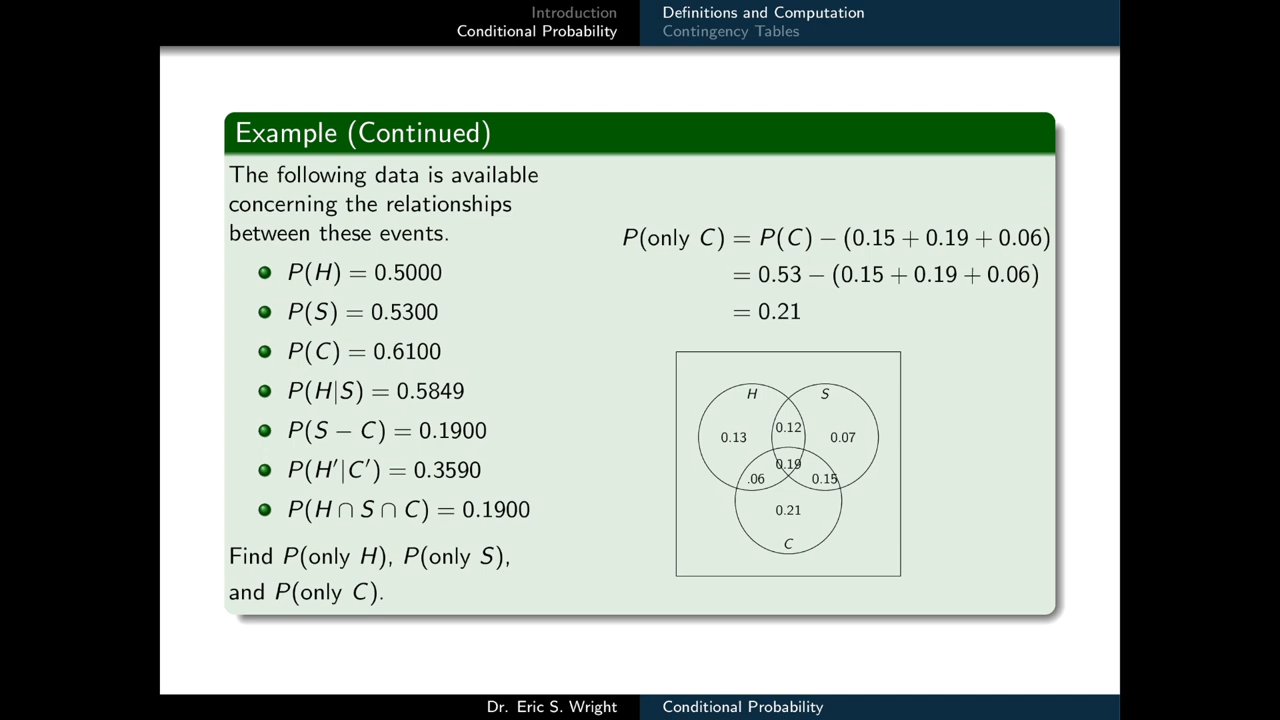 Introduction
Conditional Probability
Definitions and Computation
Contingency Tables
Example (Continued)
The following data is available
concerning the relationships
between these events.
P(H) = 0.5000
P(S) = 0.5300
P(C) = 0.6100
P(H|S) = 0.5849
P(S − C) = 0.1900
P(H′|C′) = 0.3590
P(H ∩ S ∩ C) = 0.1900
Find P(only H), P(only S),
and P(only C).
P(only C) = P(C) − (0.15 + 0.19 + 0.06)
= 0.53 − (0.15 + 0.19 + 0.06)
= 0.21
H
S
0.12
0.13
0.07
0.19
.06
0.15
0.21
C
Dr. Eric S. Wright
Conditional Probability